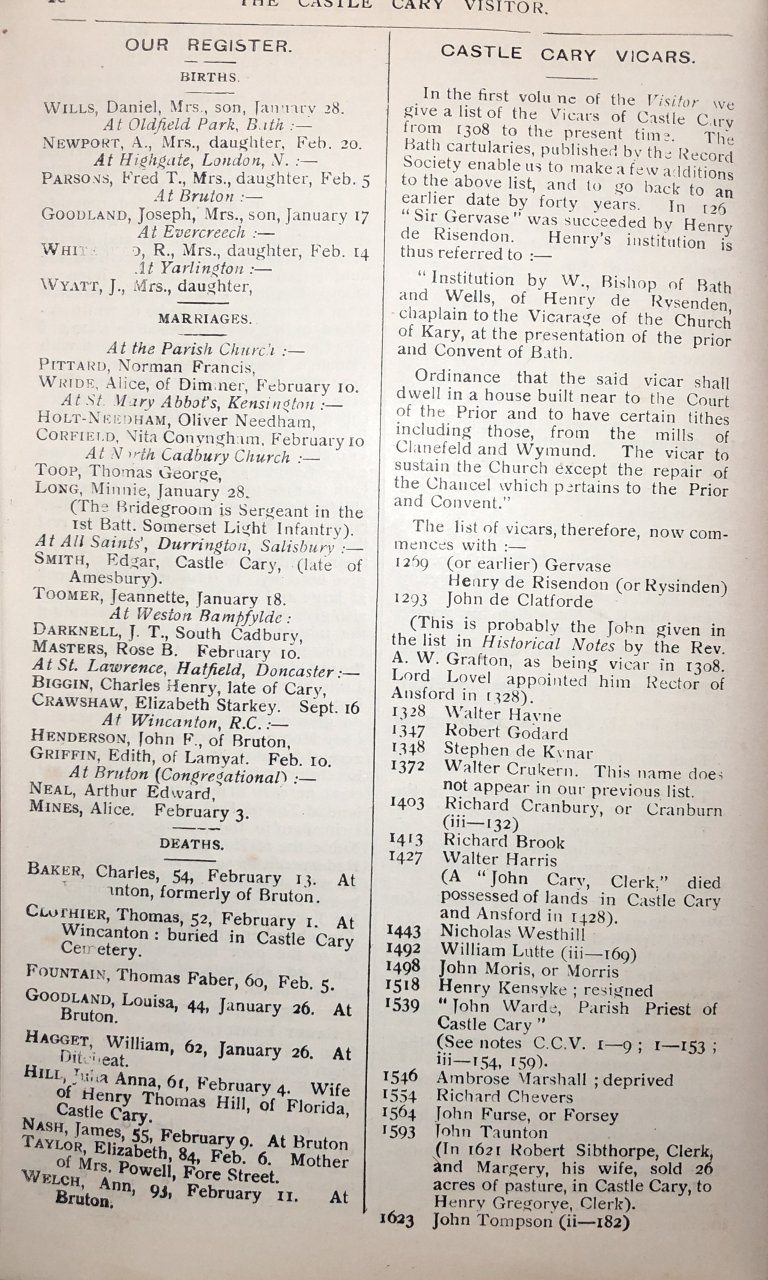 THE CASTLE CARY VISITOR.
OUR REGISTER.
BIRTHS.
WILLS, Daniel, Mrs., son, January 28.
At Oldfield Park, Bath :—
NEWPORT, A., Mrs., daughter, Feb. 20.
At Highgate, London, N. :—
PARSONS, Fred T., Mrs., daughter, Feb. 5
At Bruton :—
GOODLAND, Joseph, Mrs., son, January 17
At Evercreech :—
R., Mrs., daughter, Feb. 14
At Yarlington :—
WYATT, J., Mrs., daughter,
MARRIAGES.
At the Parish Church :—
PITTARD, Norman Francis,
WRIDE, Alice, of Dimmer, February 10.
At St. Mary Abbot's, Kensington :—
HOLT-NEEDHAM, Oliver Needham,
CORFIELD, Vita Conyngham, February 10
At North Cadbury Church :—
TOOP, Thomas George,
LONG, Minnie, January 28.
(The Bridegroom is Sergeant in the
1st Batt. Somerset Light Infantry).
At All Saints', Durrington, Salisbury :—
SMITH, Edgar, Castle Cary, (late of
Amesbury).
TOOMER, Jeannette, January 18.
At Weston Bampfylde :
DARKNELL, J. T., South Cadbury,
MASTERS, Rose B. February 10.
At St. Lawrence, Hatfield, Doncaster:—
BIGGIN, Charles Henry, late of Cary,
CRAWSHAW, Elizabeth Starkey. Sept. 16
At Wincanton, R.C. :—
HENDERSON, John F., of Bruton,
GRIFFIN, Edith, of Lamyat. Feb. 10.
At Bruton (Congregational) :—
NEAL, Arthur Edward,
MINES, Alice. February 3.
DEATHS.
BAKER, Charles, 54, February 13. At
formerly of Bruton.
CLOTHIER, Thomas, 52, February 1. At
Wincanton : buried in Castle Cary
Cemetery.
FOUNTAIN, Thomas Faber, 60, Feb. 5.
GOODLAND, Louisa, 44, January 26. At
Bruton.
HAGGET, William, 62, January 26. At
Ditcheat.
HILL, Julia Anna, 61, February 4. Wife
of Henry Thomas Hill, of Florida,
Castle Cary.
NASH, James, 55, February 9. At Bruton
TAYLOR, Elizabeth, 84, Feb. 6. Mother
of Mrs. Powell, Fore Street.
WELCH, Ann, February 11. At
Bruton.
CASTLE CARY VICARS.
In the first volume of the Visitor we
give a list of the Vicars of Castle Cary
from 1308 to the present time. The
Bath cartularies, published by the Record
Society enable us to make a few additions
to the above list, and to go back to an
earlier date by forty years. In 126
"Sir Gervase" was succeeded by Henry
de Risendon. Henry's institution is
thus referred to :—
"Institution by W., Bishop of Bath
and Wells, of Henry de Rysenden,
chaplain to the Vicarage of the Church
of Kary, at the presentation of the prior
and Convent of Bath.
Ordinance that the said vicar shall
dwell in a house built near to the Court
of the Prior and to have certain tithes
including those, from the mills of
Clanefeld and Wymund. The vicar to
sustain the Church except the repair of
the Chancel which pertains to the Prior
and Convent."
The list of vicars, therefore, now com-
mences with :—
1269 (or earlier) Gervase
Henry de Risendon (or Rysinden)
1293 John de Clatforde
(This is probably the John given in
the list in Historical Notes by the Rev.
A. W. Grafton, as being vicar in 1308.
Lord Lovel appointed him Rector of
Ansford in 1328).
1328 Walter Hayne
1347 Robert Godard
1348 Stephen de Kynar
1372 Walter Crukern. This name does
not appear in our previous list.
1403 Richard Cranbury, or Cranburn
(iii—132)
1413 Richard Brook
1427 Walter Harris
(A "John Cary, Clerk," died
possessed of lands in Castle Cary
and Ansford in 1428).
1443 Nicholas Westhill
1492 William Lutte (iii—169)
1498 John Moris, or Morris
1518 Henry Kensyke ; resigned
1539 "John Warde, Parish Priest of
Castle Cary"
(See notes C.C.V. 1—9 ; 1—153 ;
iii—154, 159).
1546 Ambrose Marshall ; deprived
1554 Richard Chevers
1564 John Furse, or Forsey
1593 John Taunton
(In 1621 Robert Sibthorpe, Clerk,
and Margery, his wife, sold 26
acres of pasture, in Castle Cary, to
Henry Gregorye, Clerk).
1623 John Tompson (ii—182)